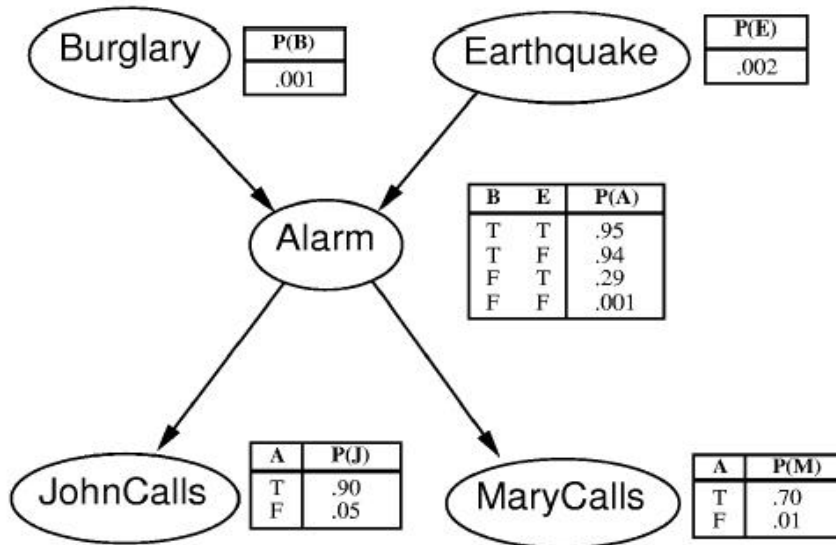 Burglary
P(B)
.001
Earthquake
P(E)
.002
Alarm
B E P(A)
T T .95
T F .94
F T .29
F F .001
JohnCalls
A P(J)
T .90
F .05
MaryCalls
A P(M)
T .70
F .01